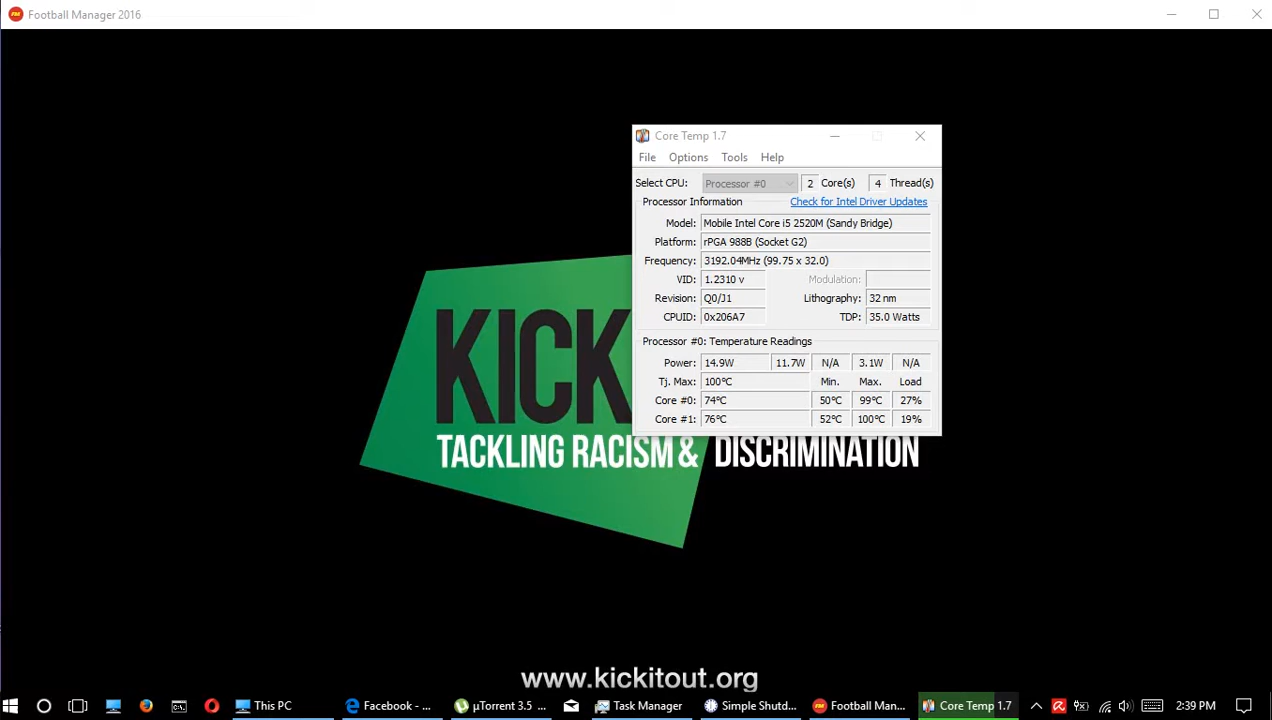 Football Manager 2016
Core Temp 1.7
File Options Tools Help
Select CPU: Processor #0 2 Core(s) 4 Thread(s)
Processor Information Check for Intel Driver Updates
Model: Mobile Intel Core i5 2520M (Sandy Bridge)
Platform: rPGA 988B (Socket G2)
Frequency: 3192.04MHz (99.75 x 32.0)
VID: 1.2310 v Modulation:
Revision: Q0/J1 Lithography: 32 nm
CPUID: 0x206A7 TDP: 35.0 Watts
Processor #0: Temperature Readings
Power: 14.9W 11.7W N/A 3.1W N/A
Tj. Max: 100°C Min. Max. Load
Core #0: 74°C 50°C 99°C 27%
Core #1: 76°C 52°C 100°C 19%
KICK
TACKLING RACISM & DISCRIMINATION
www.kickitout.org
This PC Facebook - ... µTorrent 3.5 ... Task Manager Simple Shutd... Football Man... Core Temp 1.7 2:39 PM